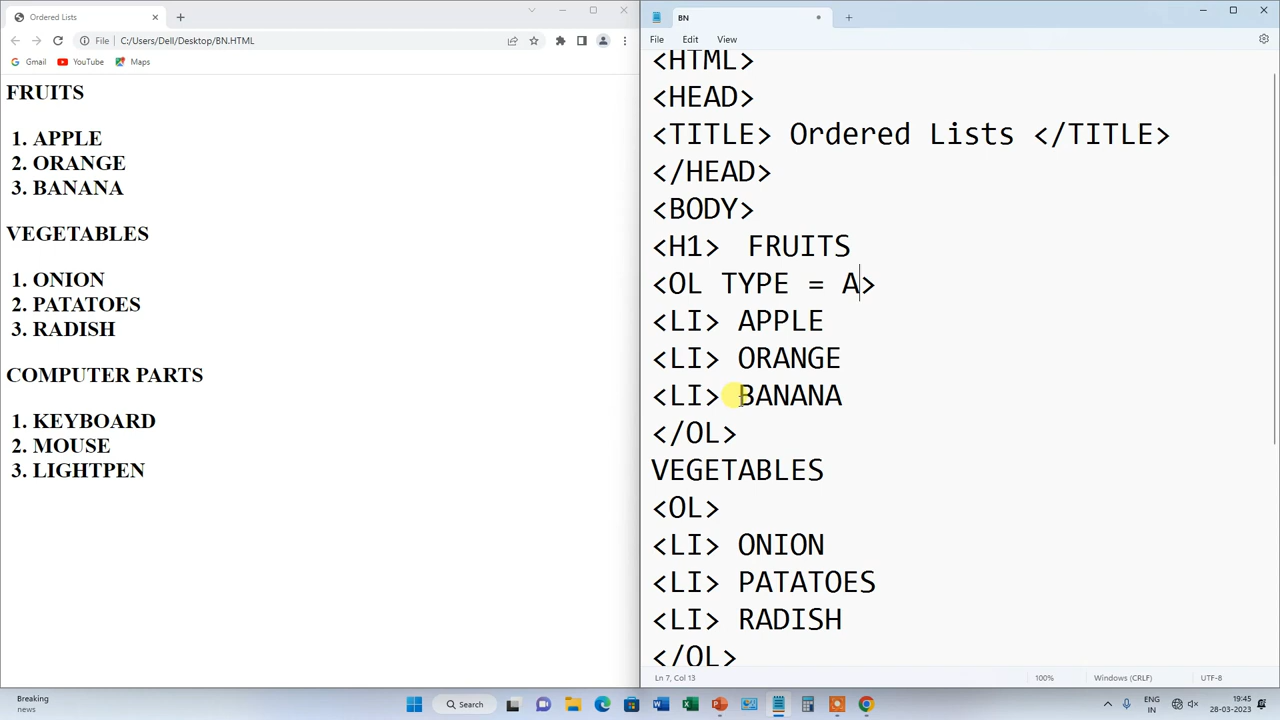 Ordered Lists
File C:/Users/Dell/Desktop/BN.HTML
Gmail YouTube Maps
FRUITS
1. APPLE
2. ORANGE
3. BANANA
VEGETABLES
1. ONION
2. PATATOES
3. RADISH
COMPUTER PARTS
1. KEYBOARD
2. MOUSE
3. LIGHTPEN
BN
File Edit View
<HTML>
<HEAD>
<TITLE> Ordered Lists </TITLE>
</HEAD>
<BODY>
<H1> FRUITS
<OL TYPE = A>
<LI> APPLE
<LI> ORANGE
<LI> BANANA
</OL>
VEGETABLES
<OL>
<LI> ONION
<LI> PATATOES
<LI> RADISH
</OL>
Ln 7, Col 13 100% Windows (CRLF) UTF-8
Breaking
news
Search
ENG
IN
19:45
28-03-2023